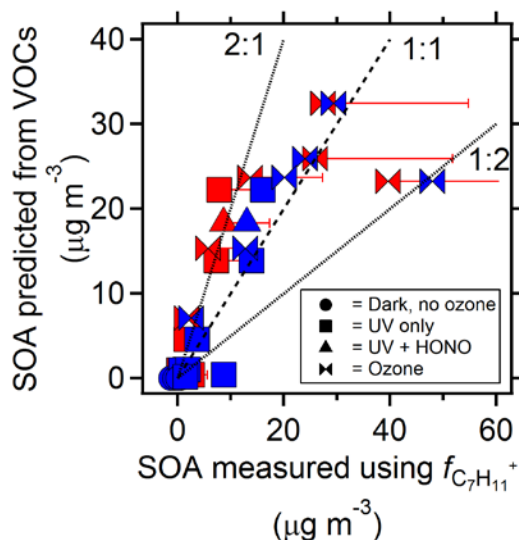 40
30
20
10
0
SOA predicted from VOCs
(μg m⁻³)
2:1
1:1
1:2
= Dark, no ozone
= UV only
= UV + HONO
= Ozone
0 20 40 60
SOA measured using f_C₇H₁₁⁺
(μg m⁻³)